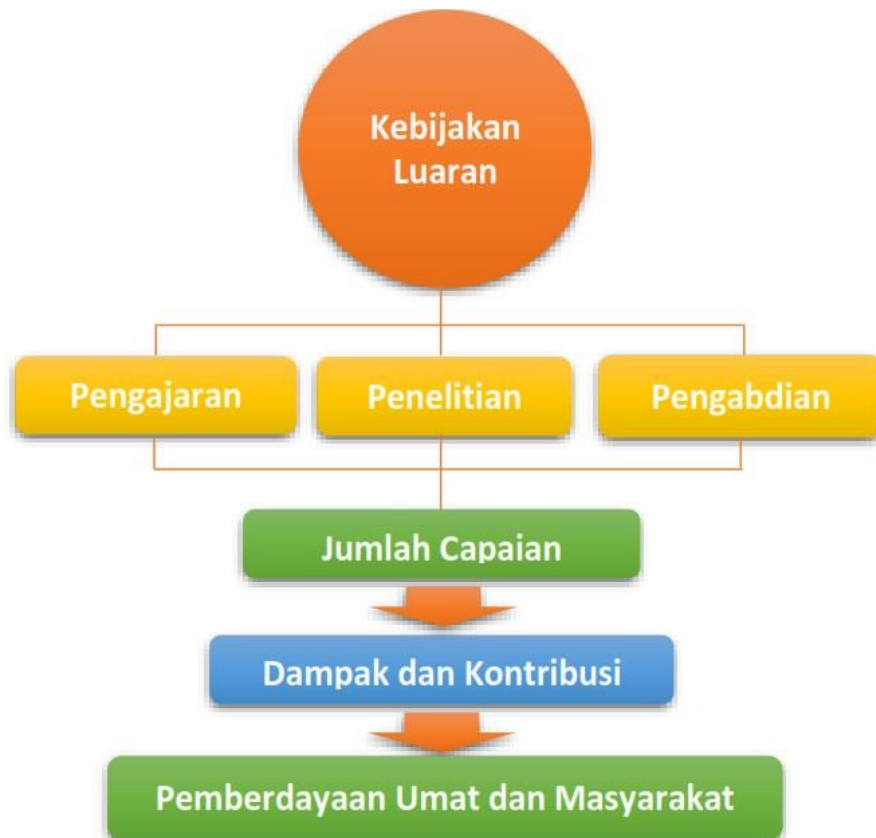 Kebijakan
Luaran
Pengajaran
Penelitian
Pengabdian
Jumlah Capaian
Dampak dan Kontribusi
Pemberdayaan Umat dan Masyarakat